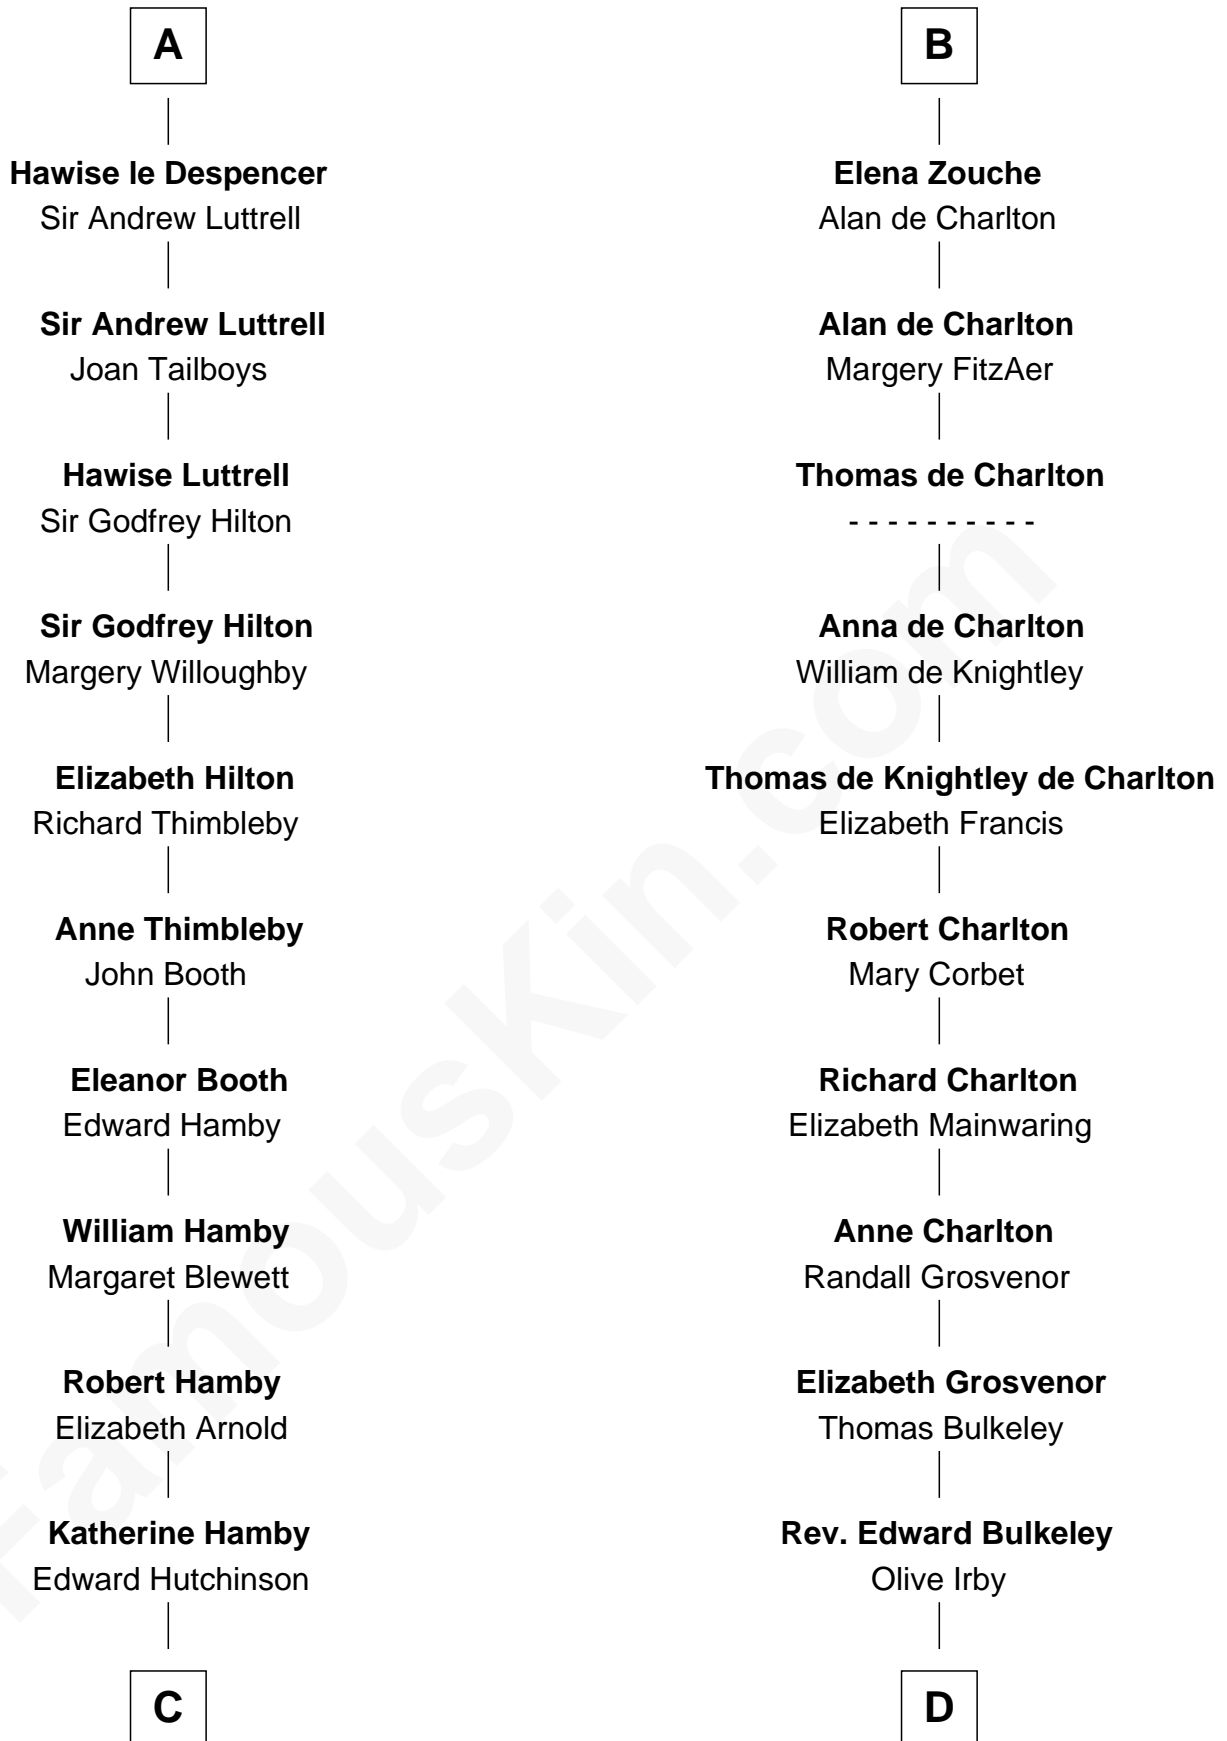 A
Hawise le Despencer
Sir Andrew Luttrell
Sir Andrew Luttrell
Joan Tailboys
Hawise Luttrell
Sir Godfrey Hilton
Sir Godfrey Hilton
Margery Willoughby
Elizabeth Hilton
Richard Thimbleby
Anne Thimbleby
John Booth
Eleanor Booth
Edward Hamby
William Hamby
Margaret Blewett
Robert Hamby
Elizabeth Arnold
Katherine Hamby
Edward Hutchinson
C
B
Elena Zouche
Alan de Charlton
Alan de Charlton
Margery FitzAer
Thomas de Charlton
- - - - - - - - - -
Anna de Charlton
William de Knightley
Thomas de Knightley de Charlton
Elizabeth Francis
Robert Charlton
Mary Corbet
Richard Charlton
Elizabeth Mainwaring
Anne Charlton
Randall Grosvenor
Elizabeth Grosvenor
Thomas Bulkeley
Rev. Edward Bulkeley
Olive Irby
D
FamousKin.com